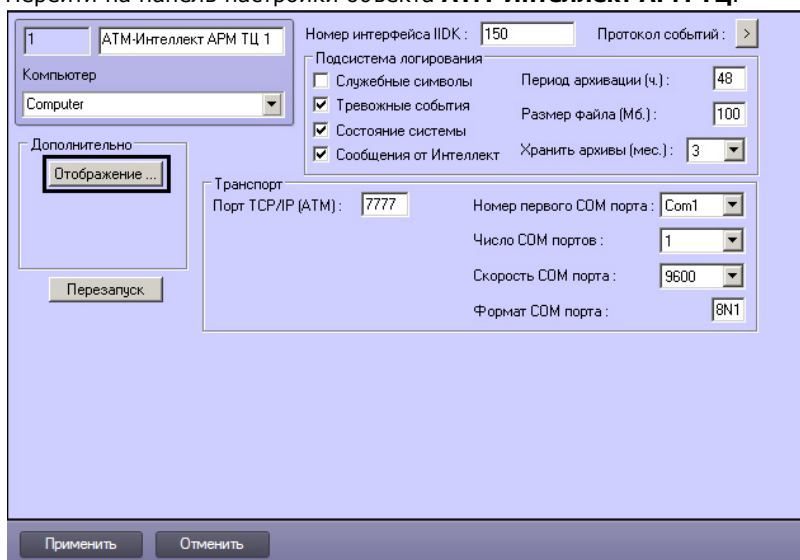 Перейти на панель настройки объекта АТМ-Интеллект АРМ ТЦ.
1 АТМ-Интеллект АРМ ТЦ 1
Номер интерфейса IIDK : 150 Протокол событий : >
Компьютер
Computer
Подсистема логирования
Служебные символы Период архивации (ч.) : 48
Тревожные события Размер файла (Мб.) : 100
Состояние системы
Сообщения от Интеллект Хранить архивы (мес.) : 3
Дополнительно
Отображение ...
Перезапуск
Транспорт
Порт TCP/IP (ATM) : 7777 Номер первого COM порта : Com1
Число COM портов : 1
Скорость COM порта : 9600
Формат COM порта : 8N1
Применить Отменить